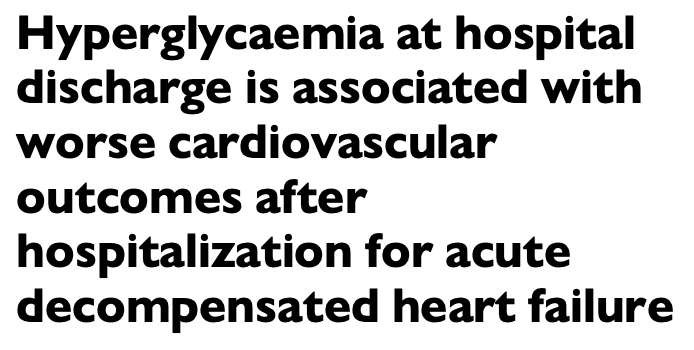 Hyperglycaemia at hospital
discharge is associated with
worse cardiovascular
outcomes after
hospitalization for acute
decompensated heart failure